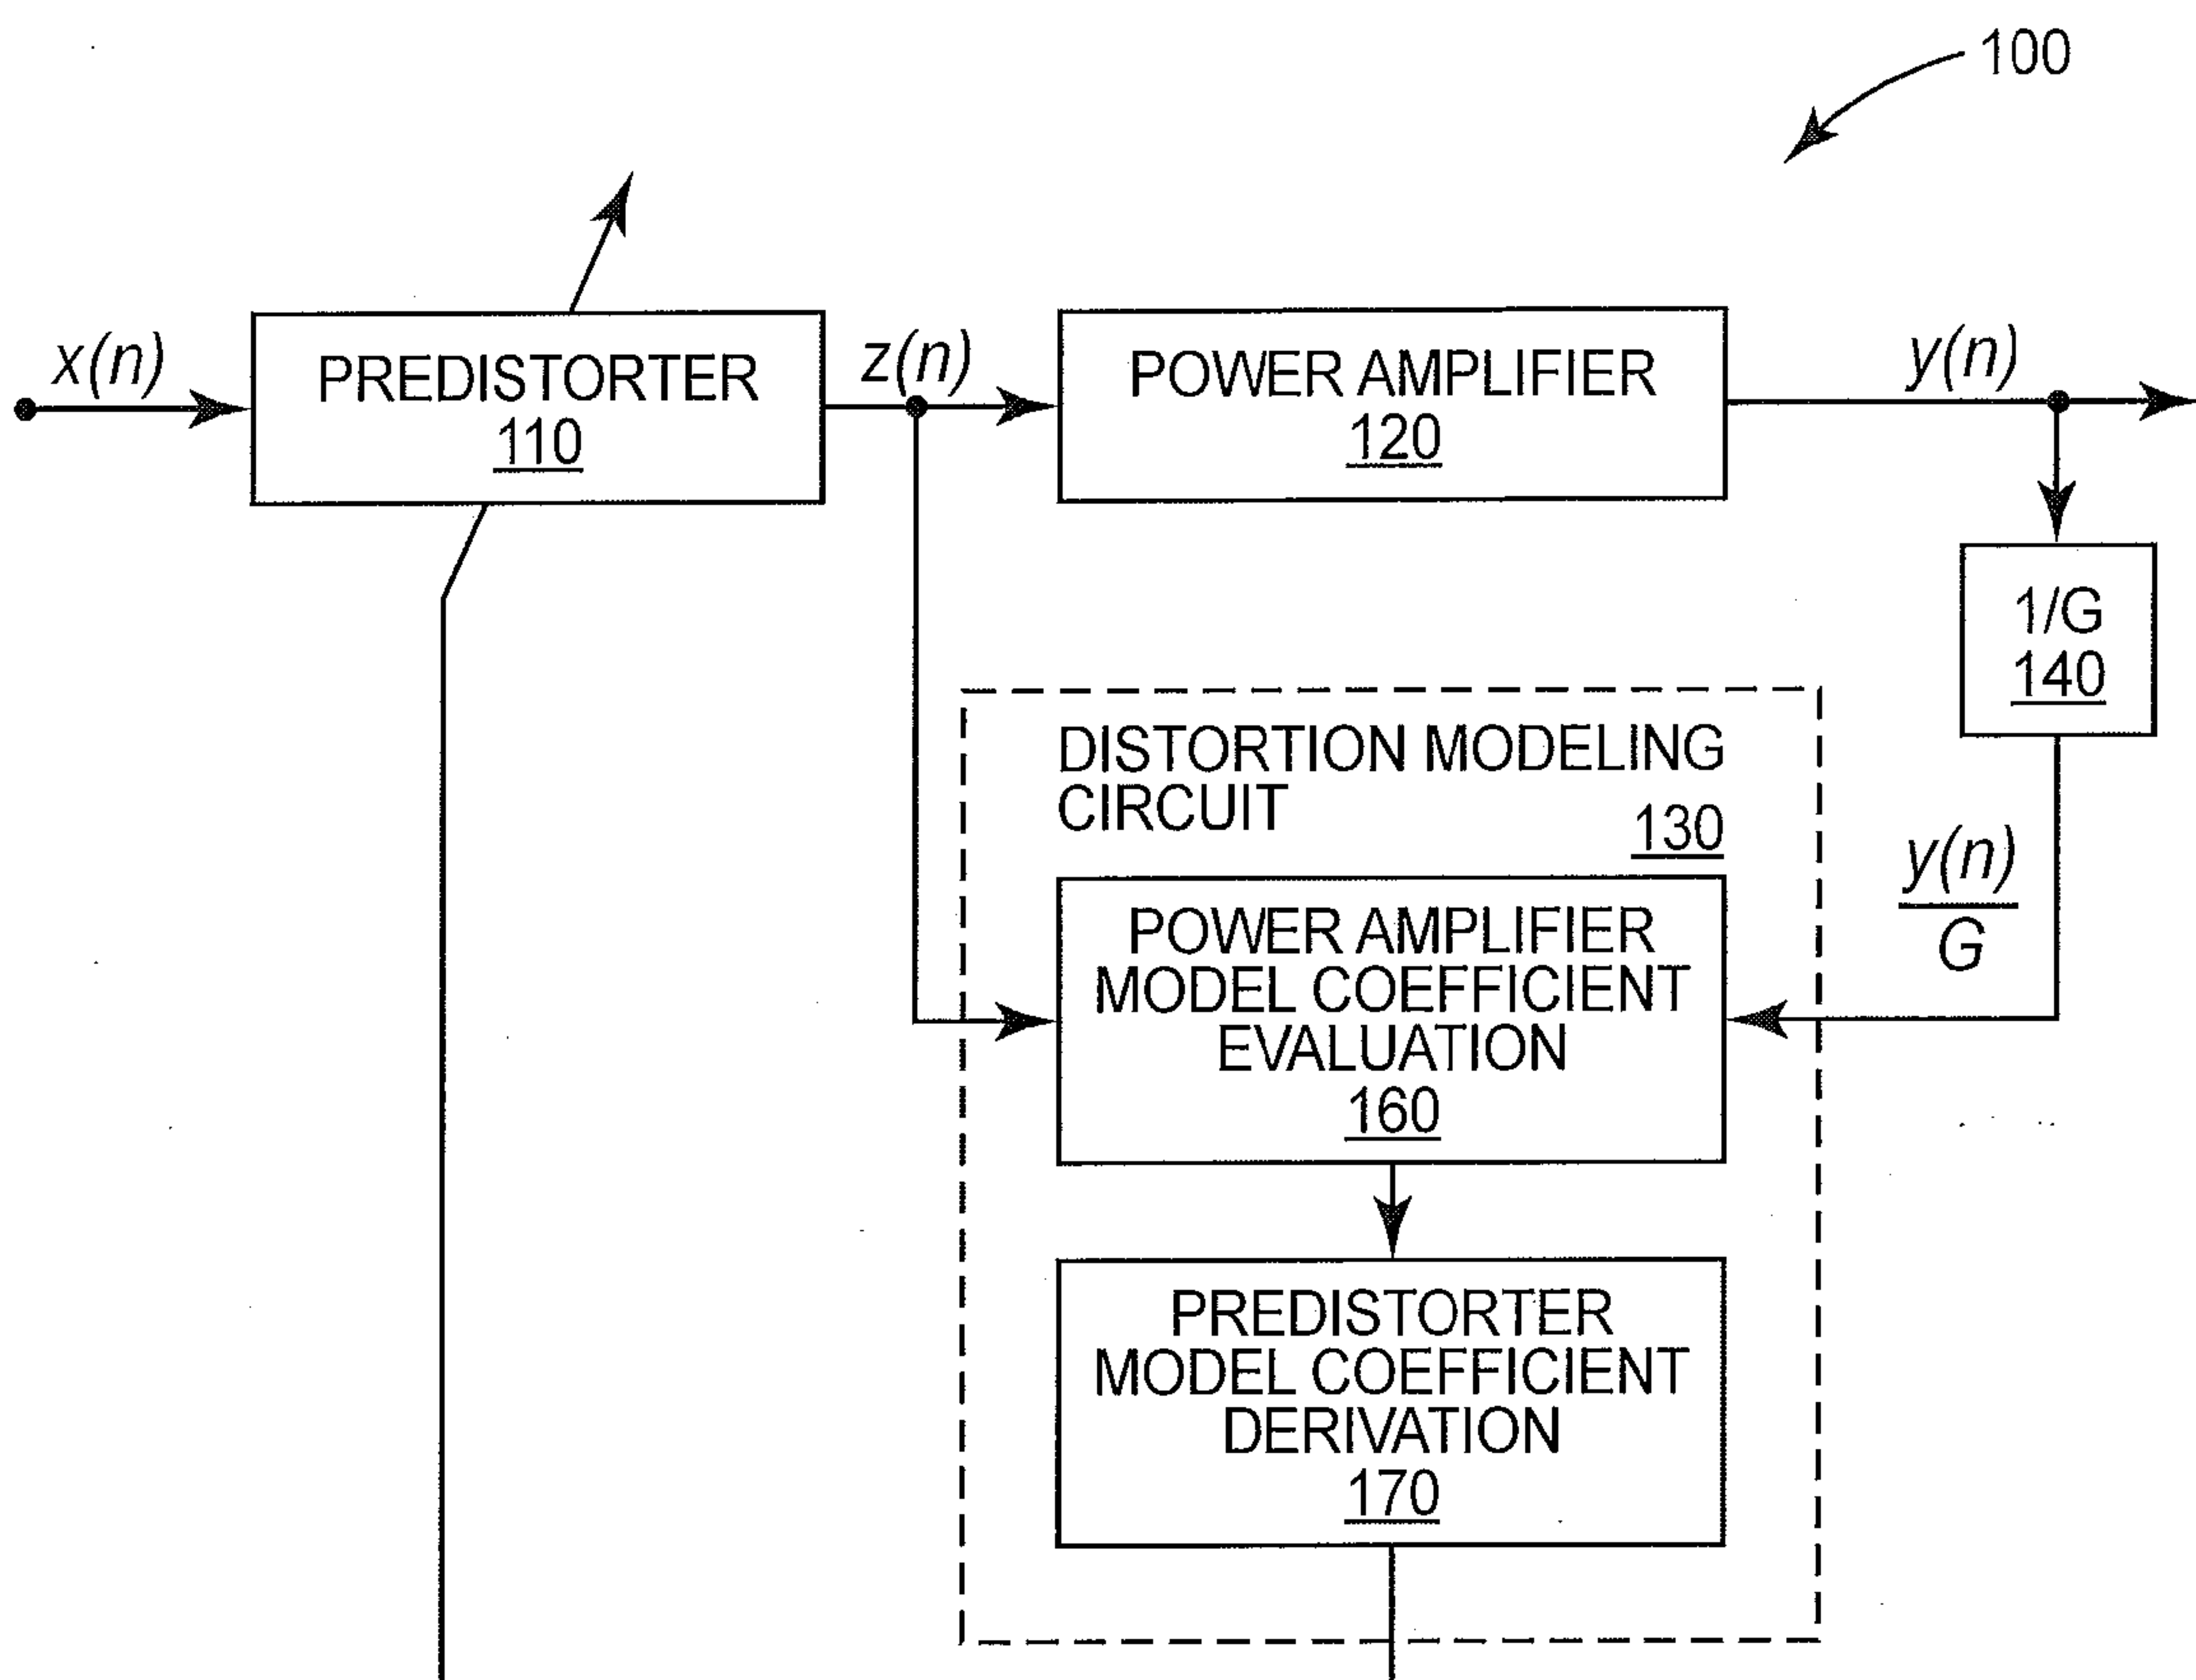 100
x(n)
PREDISTORTER
110
z(n)
POWER AMPLIFIER
120
y(n)
1/G
140
DISTORTION MODELING
CIRCUIT
130
y(n)
G
POWER AMPLIFIER
MODEL COEFFICIENT
EVALUATION
160
PREDISTORTER
MODEL COEFFICIENT
DERIVATION
170